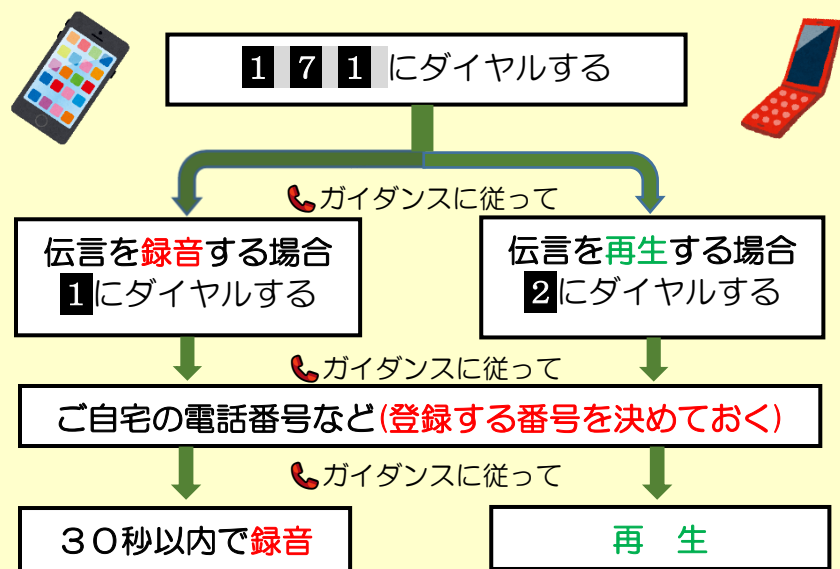 171にダイヤルする
ガイダンスに従って
伝言を録音する場合
1にダイヤルする
伝言を再生する場合
2にダイヤルする
ガイダンスに従って
ご自宅の電話番号など(登録する番号を決めておく)
ガイダンスに従って
30秒以内で録音
再 生